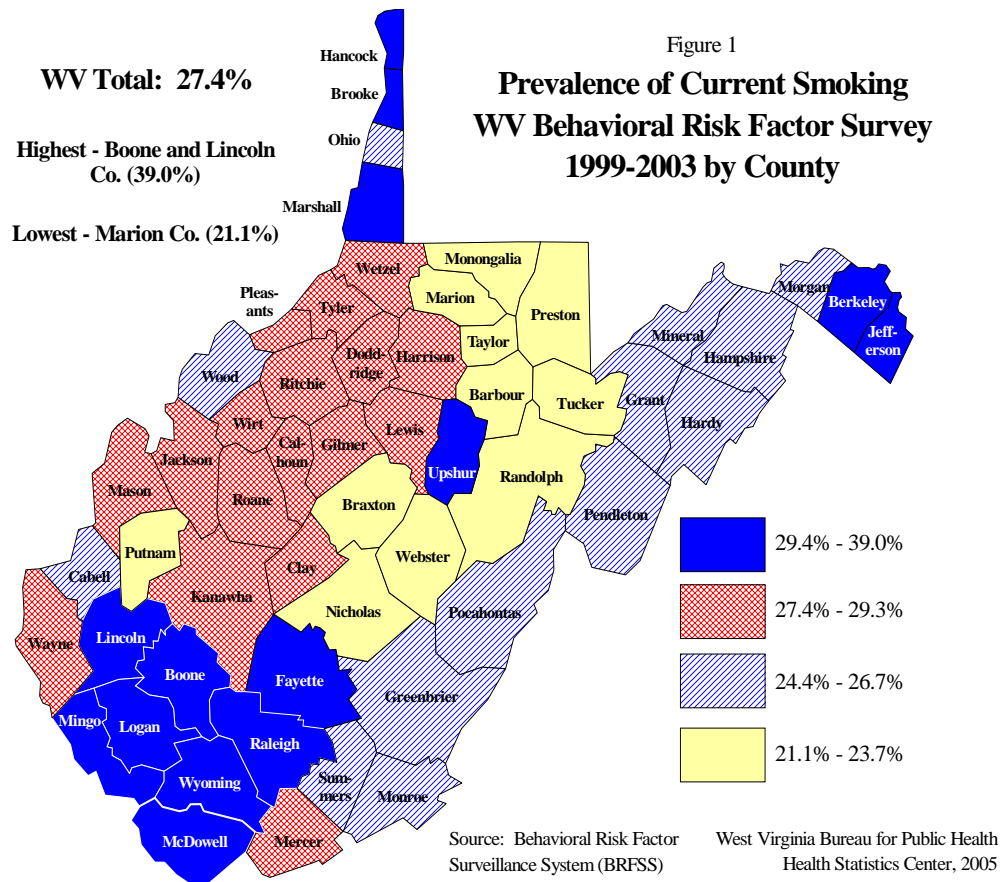 Figure 1
Prevalence of Current Smoking
WV Behavioral Risk Factor Survey
1999-2003 by County
WV Total: 27.4%
Highest - Boone and Lincoln
Co. (39.0%)
Lowest - Marion Co. (21.1%)
Hancock
Brooke
Ohio
Marshall
Wetzel
Monongalia
Marion
Preston
Pleas-
ants
Tyler
Taylor
Dodd-
ridge
Harrison
Wood
Ritchie
Barbour
Tucker
Mineral
Hampshire
Morgan
Berkeley
Jeff-
erson
Grant
Hardy
Wirt
Cal-
houn
Gilmer
Lewis
Upshur
Randolph
Jackson
Mason
Roane
Braxton
Webster
Pendleton
Putnam
Cabell
Clay
Kanawha
Nicholas
Pocahontas
Wayne
Lincoln
Boone
Fayette
Greenbrier
Mingo
Logan
Raleigh
Wyoming
Sum-
mers
Monroe
McDowell
Mercer
29.4% - 39.0%
27.4% - 29.3%
24.4% - 26.7%
21.1% - 23.7%
Source: Behavioral Risk Factor
Surveillance System (BRFSS)
West Virginia Bureau for Public Health
Health Statistics Center, 2005